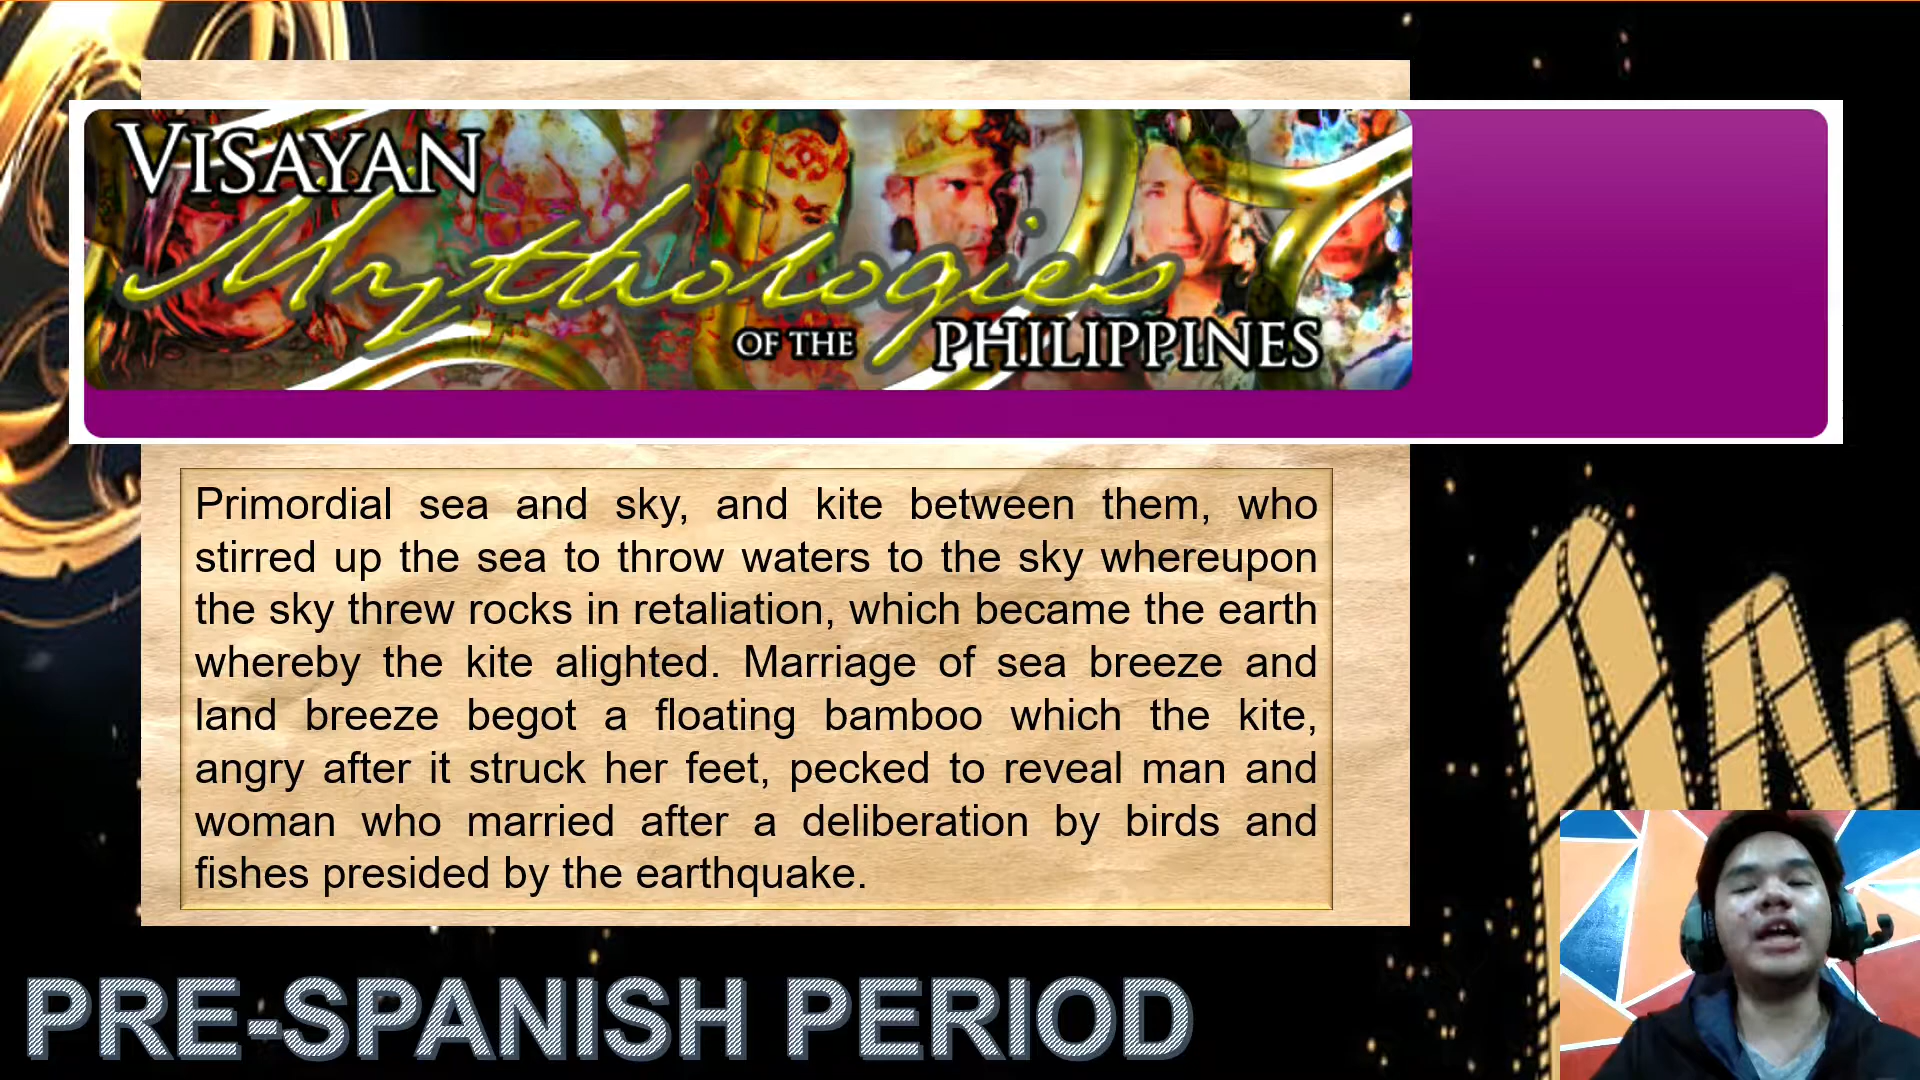 VISAYAN
Mythologies
OF THE PHILIPPINES
Primordial sea and sky, and kite between them, who
stirred up the sea to throw waters to the sky whereupon
the sky threw rocks in retaliation, which became the earth
whereby the kite alighted. Marriage of sea breeze and
land breeze begot a floating bamboo which the kite,
angry after it struck her feet, pecked to reveal man and
woman who married after a deliberation by birds and
fishes presided by the earthquake.
PRE-SPANISH PERIOD